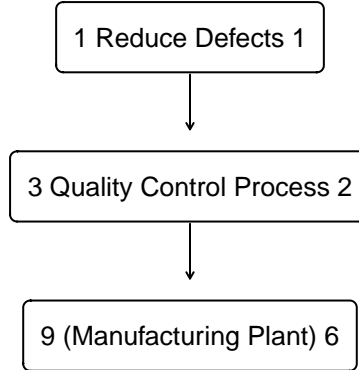 1 Reduce Defects 1
3 Quality Control Process 2
9 (Manufacturing Plant) 6